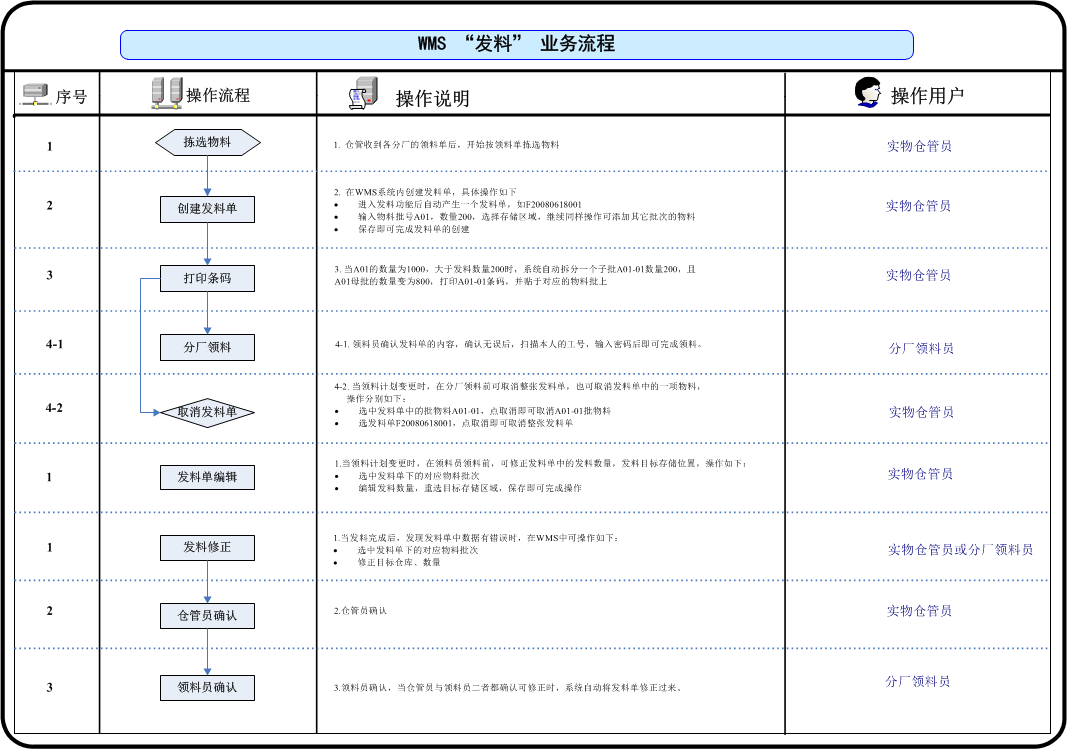 WMS “发料” 业务流程
序号 操作流程 操作说明 操作用户
1 拣选物料 1. 仓管收到各分厂的领料单后，开始按领料单拣选物料 实物仓管员
2 创建发料单 实物仓管员
2. 在WMS系统内创建发料单，具体操作如下
• 进入发料功能后自动产生一个发料单，如F20080618001
• 输入物料批号A01，数量200，选择存储区域，继续同样操作可添加其它批次的物料
• 保存即可完成发料单的创建
3 打印条码 实物仓管员
3. 当A01的数量为1000，大于发料数量200时，系统自动拆分一个子批A01-01数量200，且
A01母批的数量变为800，打印A01-01条码，并贴于对应的物料批上
4-1 分厂领料 4-1. 领料员确认发料单的内容，确认无误后，扫描本人的工号，输入密码后即可完成领料。 分厂领料员
4-2 取消发料单 实物仓管员
4-2. 当领料计划变更时，在分厂领料前可取消整张发料单，也可取消发料单中的一项物料，
操作分别如下：
• 选中发料单中的批物料A01-01，点取消即可取消A01-01批物料
• 选发料单F20080618001，点取消即可取消整张发料单
1 发料单编辑 实物仓管员
1.当领料计划变更时，在领料员领料前，可修正发料单中的发料数量，发料目标存储位置，操作如下：
• 选中发料单下的对应物料批次
• 编辑发料数量，重选目标存储区域，保存即可完成操作
1 发料修正 实物仓管员或分厂领料员
1.当发料完成后，发现发料单中数据有错误时，在WMS中可操作如下：
• 选中发料单下的对应物料批次
• 修正目标仓库、数量
2 仓管员确认 2.仓管员确认 实物仓管员
3 领料员确认 3.领料员确认，当仓管员与领料员二者都确认可修正时，系统自动将发料单修正过来。 分厂领料员